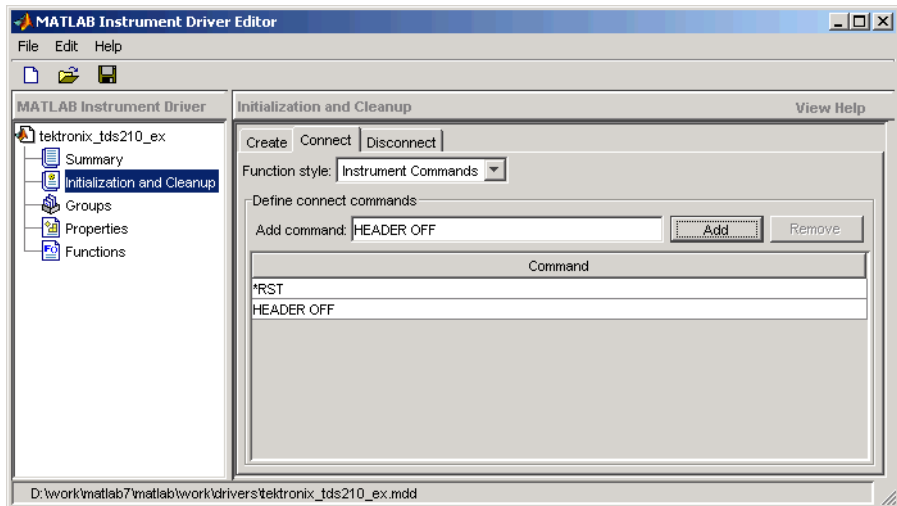 MATLAB Instrument Driver Editor
File Edit Help
MATLAB Instrument Driver
Initialization and Cleanup
View Help
tektronix_tds210_ex
Summary
Initialization and Cleanup
Groups
Properties
Functions
Create Connect Disconnect
Function style: Instrument Commands
Define connect commands
Add command: HEADER OFF Add Remove
Command
*RST
HEADER OFF
D:\work\matlab7\matlab\work\drivers\tektronix_tds210_ex.mdd